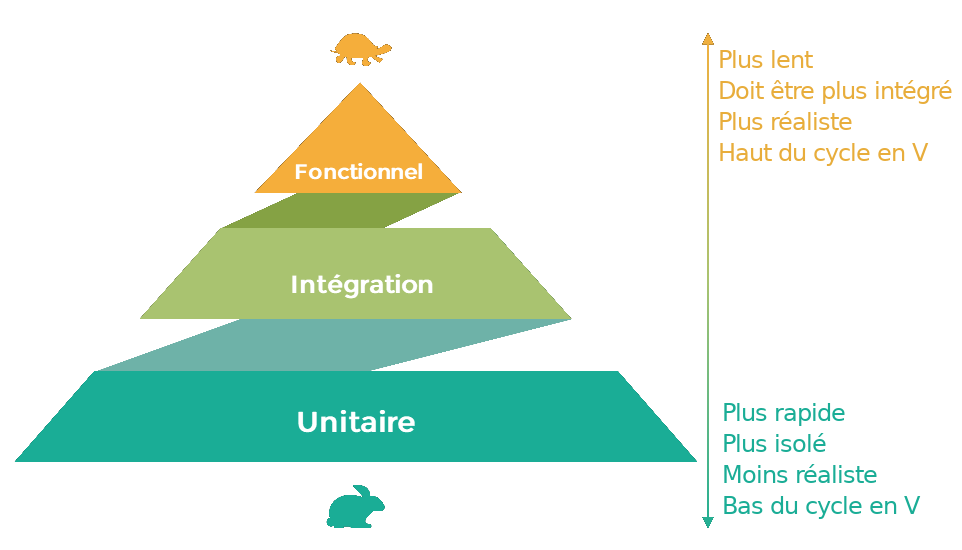 Plus lent
Doit être plus intégré
Plus réaliste
Haut du cycle en V
Fonctionnel
Intégration
Unitaire
Plus rapide
Plus isolé
Moins réaliste
Bas du cycle en V